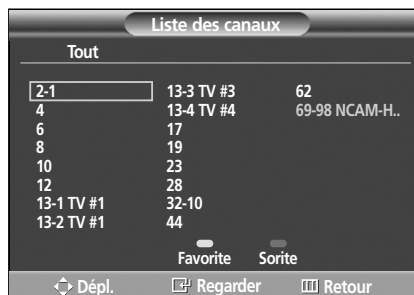 Liste des canaux
Tout
2-1
4
6
8
10
12
13-1 TV #1
13-2 TV #1
13-3 TV #3
13-4 TV #4
17
19
23
28
32-10
44
62
69-98 NCAM-H..
Favorite Sorite
Dépl. Regarder Retour